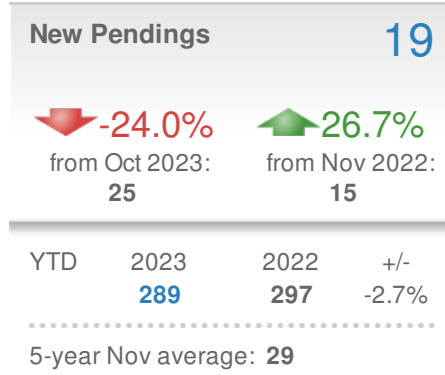 New Pendings 19
-24.0% 26.7%
from Oct 2023: from Nov 2022:
25 15
YTD 2023 2022 +/-
289 297 -2.7%
5-year Nov average: 29